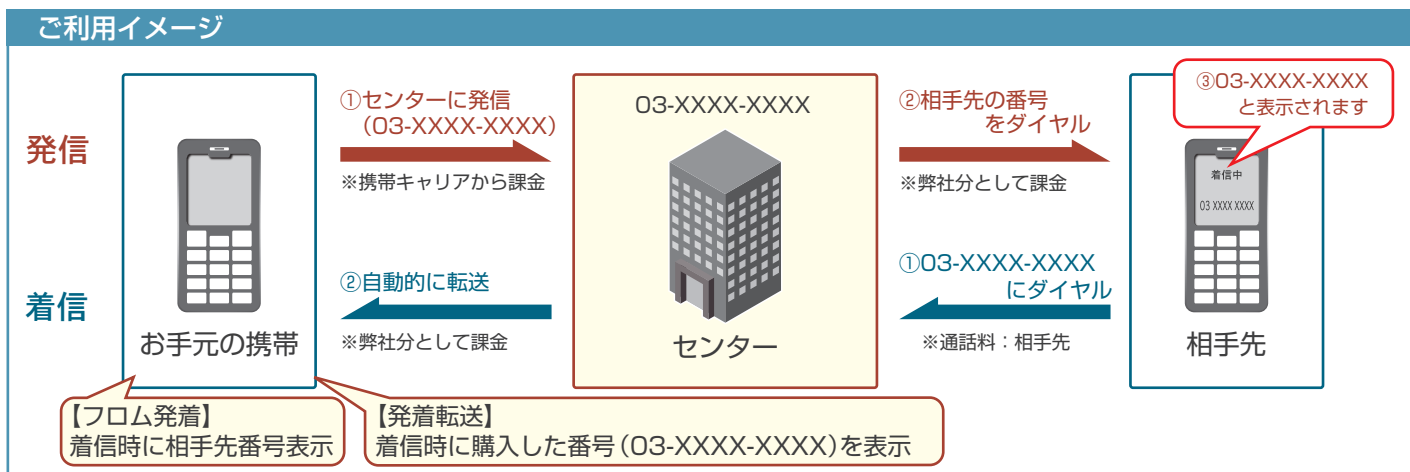 ご利用イメージ
発信
①センターに発信
(03-XXXX-XXXX)
※携帯キャリアから課金
03-XXXX-XXXX
②相手先の番号
をダイヤル
※弊社分として課金
③03-XXXX-XXXX
と表示されます
着信中
03 XXXX XXXX
着信
②自動的に転送
※弊社分として課金
①03-XXXX-XXXX
にダイヤル
※通話料：相手先
お手元の携帯
センター
相手先
【フロム発着】
着信時に相手先番号表示
【発着転送】
着信時に購入した番号(03-XXXX-XXXX)を表示